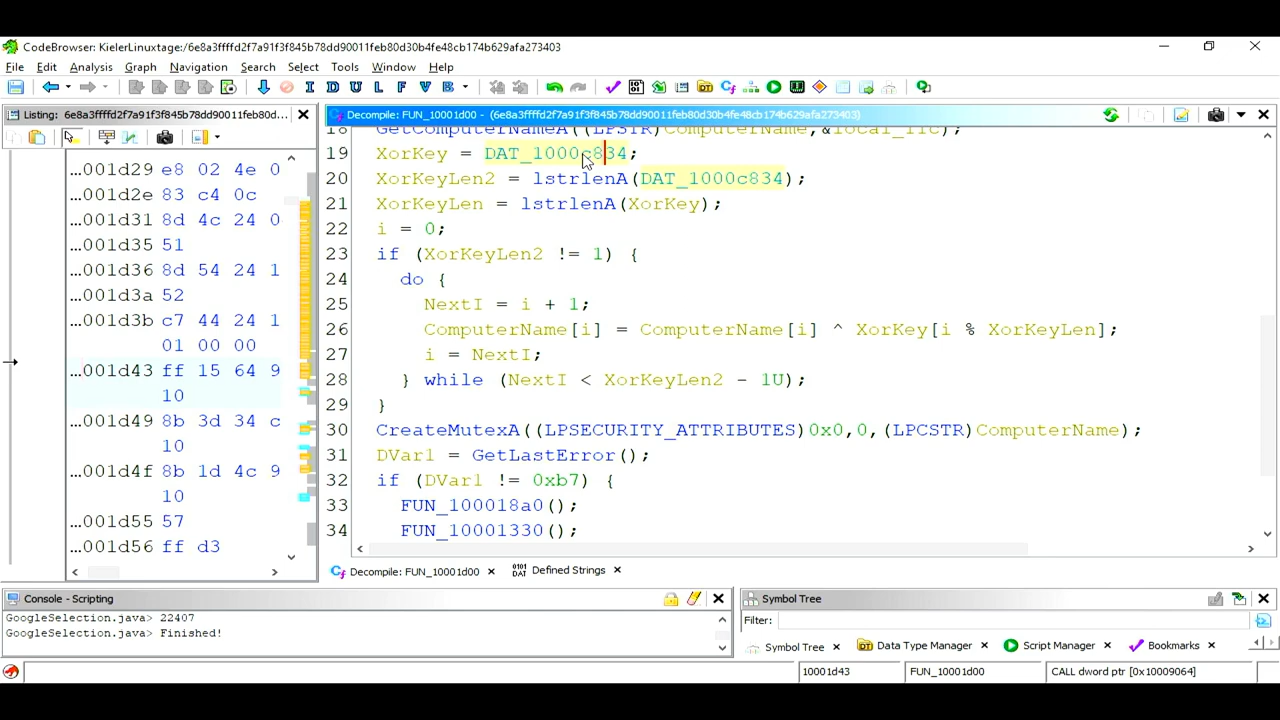 CodeBrowser: KielerLinuxtage:/6e8a3ffffd2f7a91f3f845b78dd90011feb80d30b4fe48cb174b629afa273403
File Edit Analysis Graph Navigation Search Select Tools Window Help
I D U L F V B
Listing: 6e8a3ffffd2f7a91f3f845b78dd90011feb80d...
...001d29 e8 02 4e 0
...001d2e 83 c4 0c
...001d31 8d 4c 24 0
...001d35 51
...001d36 8d 54 24 1
...001d3a 52
...001d3b c7 44 24 1
01 00 00
...001d43 ff 15 64 9
10
...001d49 8b 3d 34 c
10
...001d4f 8b 1d 4c 9
10
...001d55 57
...001d56 ff d3
Decompile: FUN_10001d00 - (6e8a3ffffd2f7a91f3f845b78dd90011feb80d30b4fe48cb174b629afa273403)
18 GetComputerNameA((LPSTR)ComputerName,&local_11c);
19 XorKey = DAT_1000c834;
20 XorKeyLen2 = lstrlenA(DAT_1000c834);
21 XorKeyLen = lstrlenA(XorKey);
22 i = 0;
23 if (XorKeyLen2 != 1) {
24 do {
25 NextI = i + 1;
26 ComputerName[i] = ComputerName[i] ^ XorKey[i % XorKeyLen];
27 i = NextI;
28 } while (NextI < XorKeyLen2 - 1U);
29 }
30 CreateMutexA((LPSECURITY_ATTRIBUTES)0x0,0,(LPCSTR)ComputerName);
31 DVar1 = GetLastError();
32 if (DVar1 != 0xb7) {
33 FUN_100018a0();
34 FUN_10001330();
Decompile: FUN_10001d00 Defined Strings
Console - Scripting
GoogleSelection.java> 22407
GoogleSelection.java> Finished!
Symbol Tree
Filter:
Symbol Tree Data Type Manager Script Manager Bookmarks
10001d43 FUN_10001d00 CALL dword ptr [0x10009064]